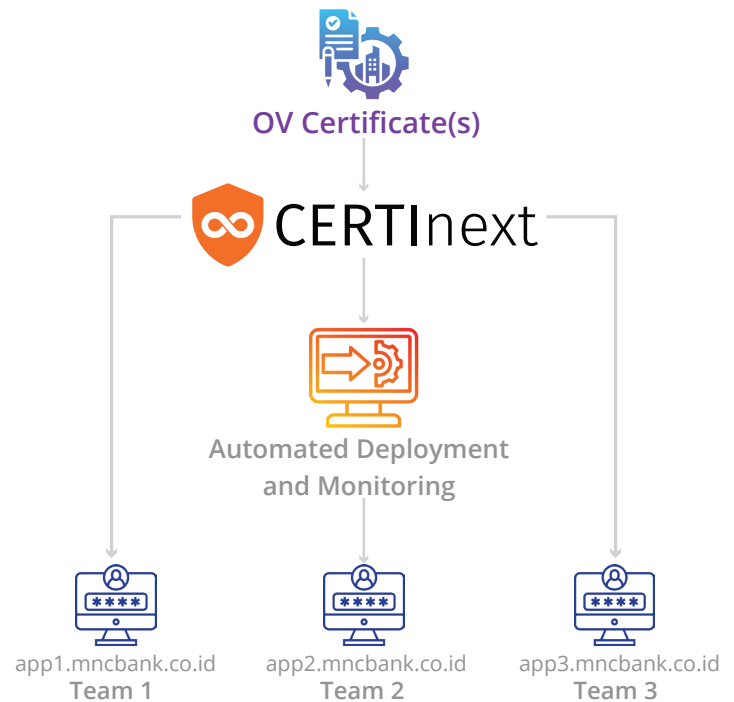 OV Certificate(s)
CERTInext
Automated Deployment
and Monitoring
****
****
****
app1.mncbank.co.id
app2.mncbank.co.id
app3.mncbank.co.id
Team 1
Team 2
Team 3